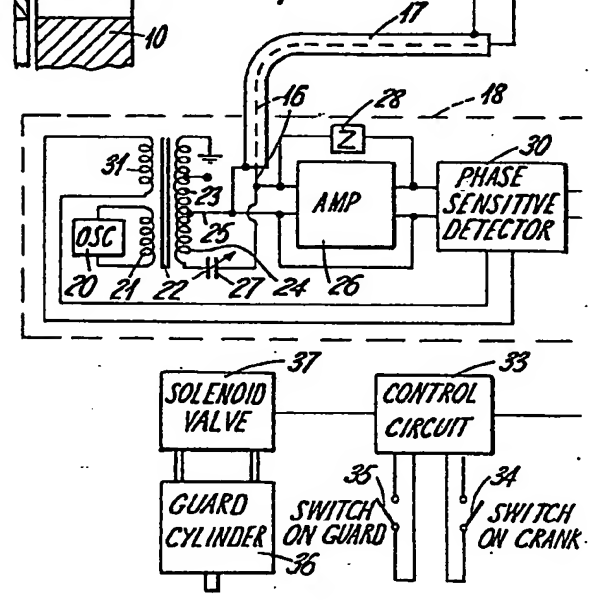 17
10
16
28
18
30
31
Z
PHASE
SENSITIVE
DETECTOR
AMP
23
25
OSC
20
21
22
27
24
26
37
33
SOLENOID
VALVE
CONTROL
CIRCUIT
35
34
GUARD
CYLINDER
SWITCH
ON GUARD
SWITCH
ON CRANK
36